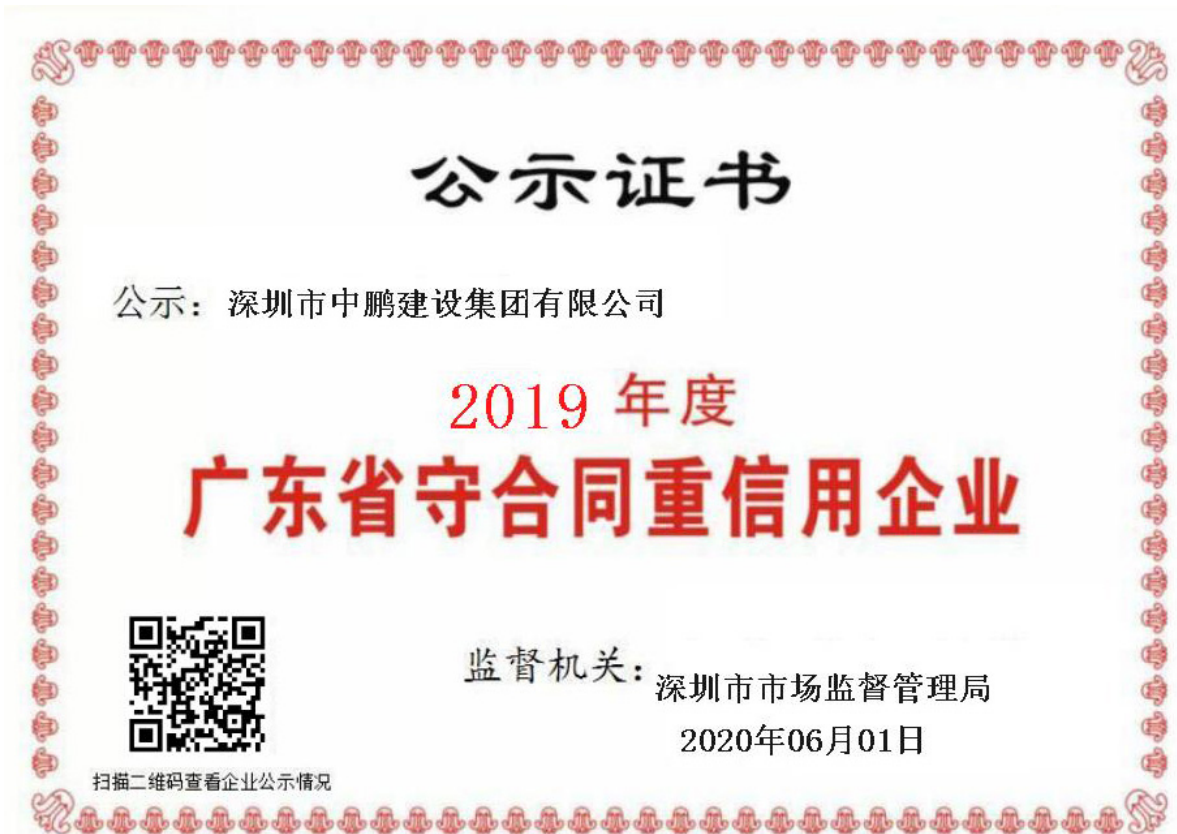 公示证书
公示：深圳市中鹏建设集团有限公司
2019 年度
广东省守合同重信用企业
监督机关：深圳市市场监督管理局
2020年06月01日
扫描二维码查看企业公示情况